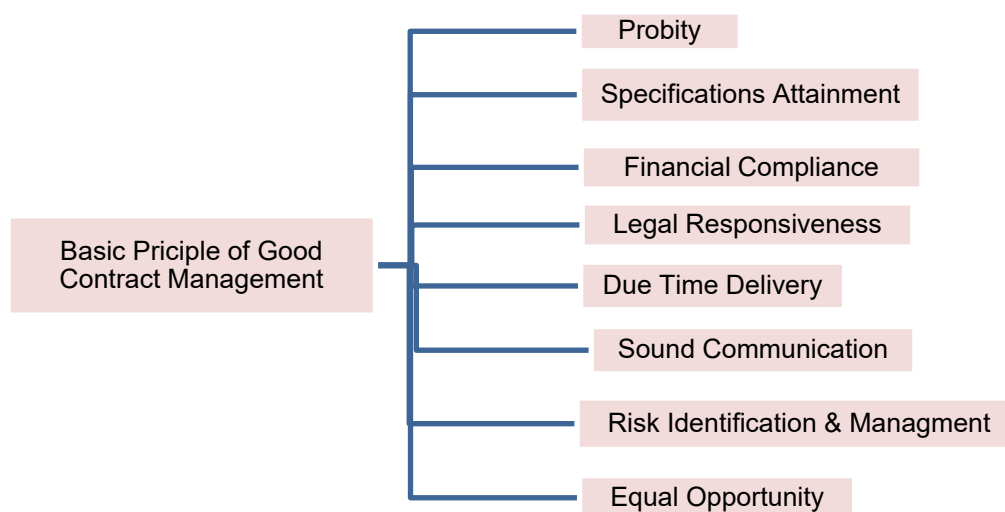 Probity
Specifications Attainment
Financial Compliance
Legal Responsiveness
Basic Priciple of Good
Contract Management
Due Time Delivery
Sound Communication
Risk Identification & Managment
Equal Opportunity